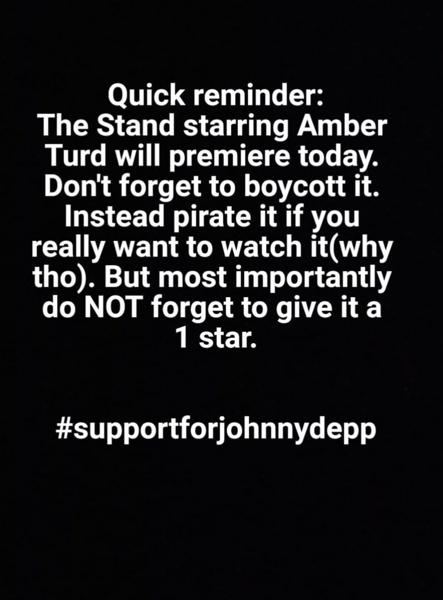 Quick reminder:
The Stand starring Amber
Turd will premiere today.
Don't forget to boycott it.
Instead pirate it if you
really want to watch it(why
tho). But most importantly
do NOT forget to give it a
1 star.
#supportforjohnnydepp